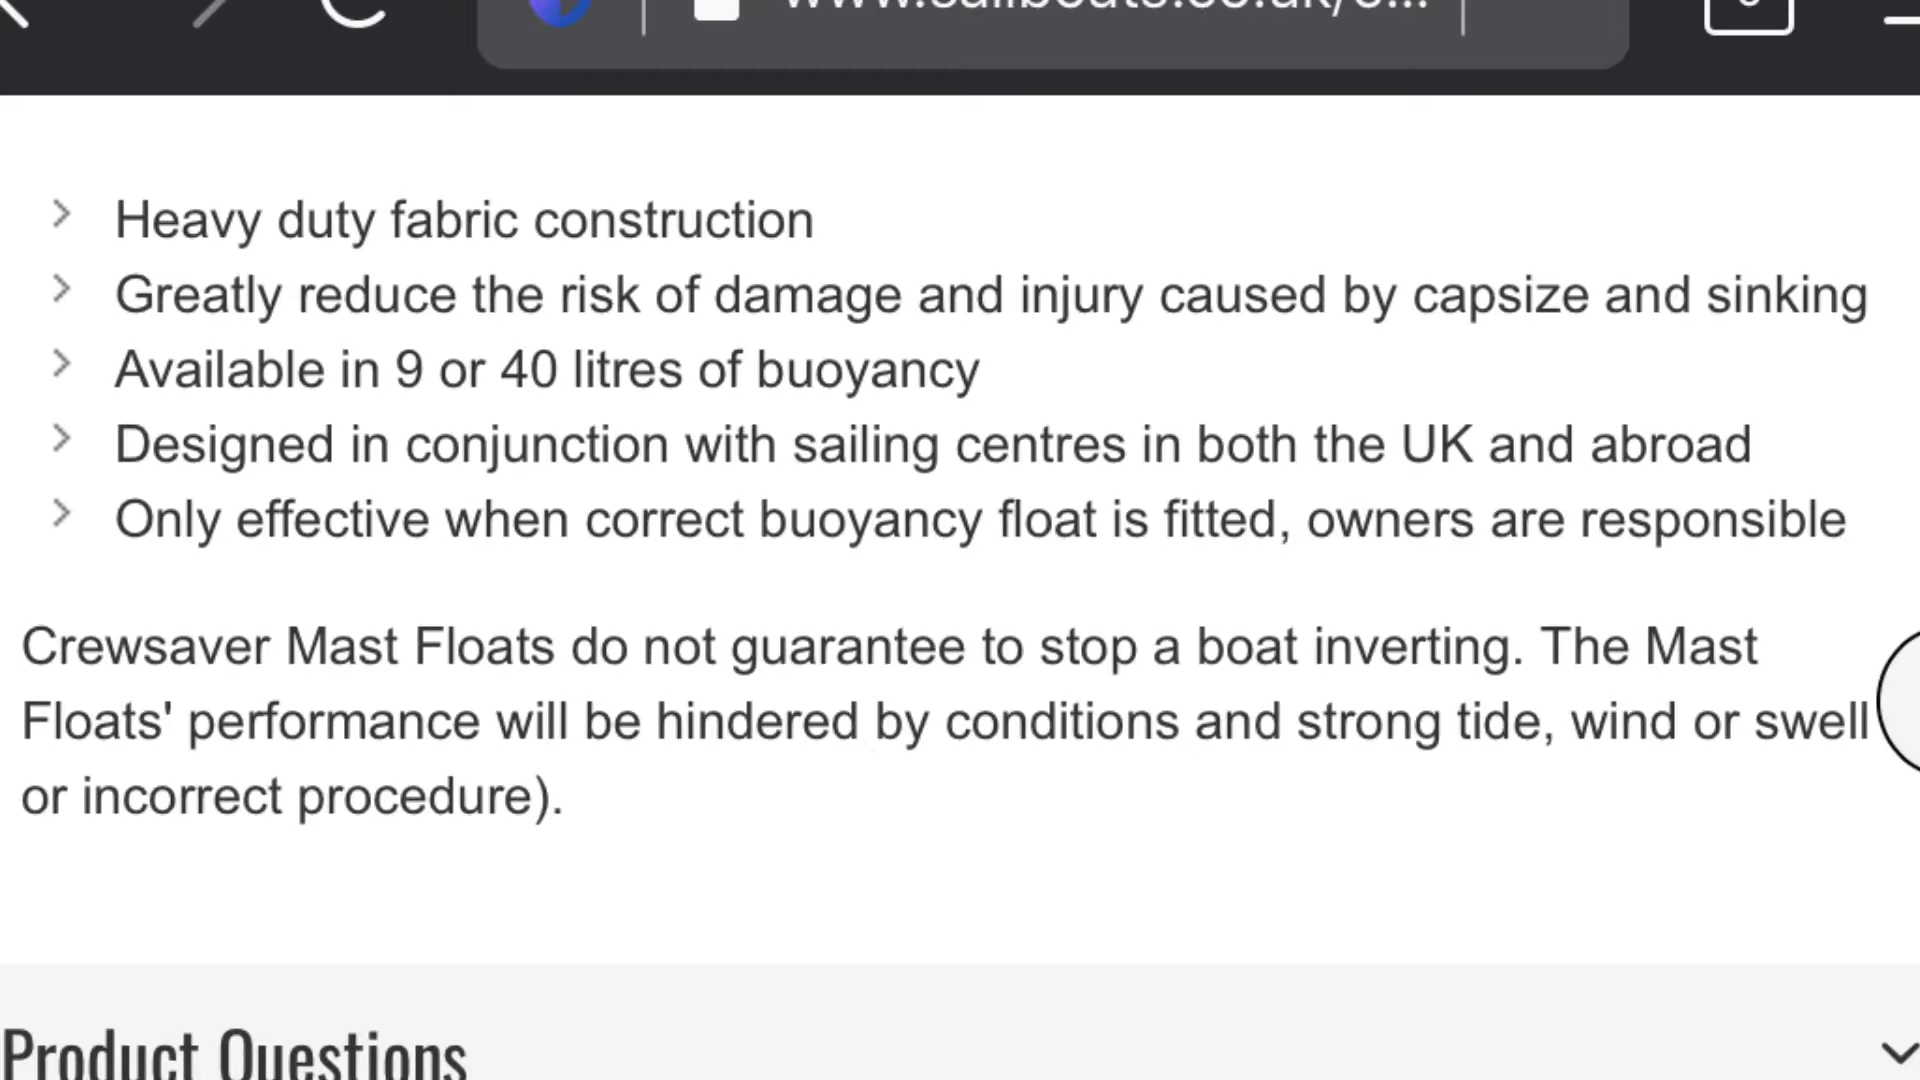 Heavy duty fabric construction
Greatly reduce the risk of damage and injury caused by capsize and sinking
Available in 9 or 40 litres of buoyancy
Designed in conjunction with sailing centres in both the UK and abroad
Only effective when correct buoyancy float is fitted, owners are responsible
Crewsaver Mast Floats do not guarantee to stop a boat inverting. The Mast
Floats' performance will be hindered by conditions and strong tide, wind or swell
or incorrect procedure).
Product Questions